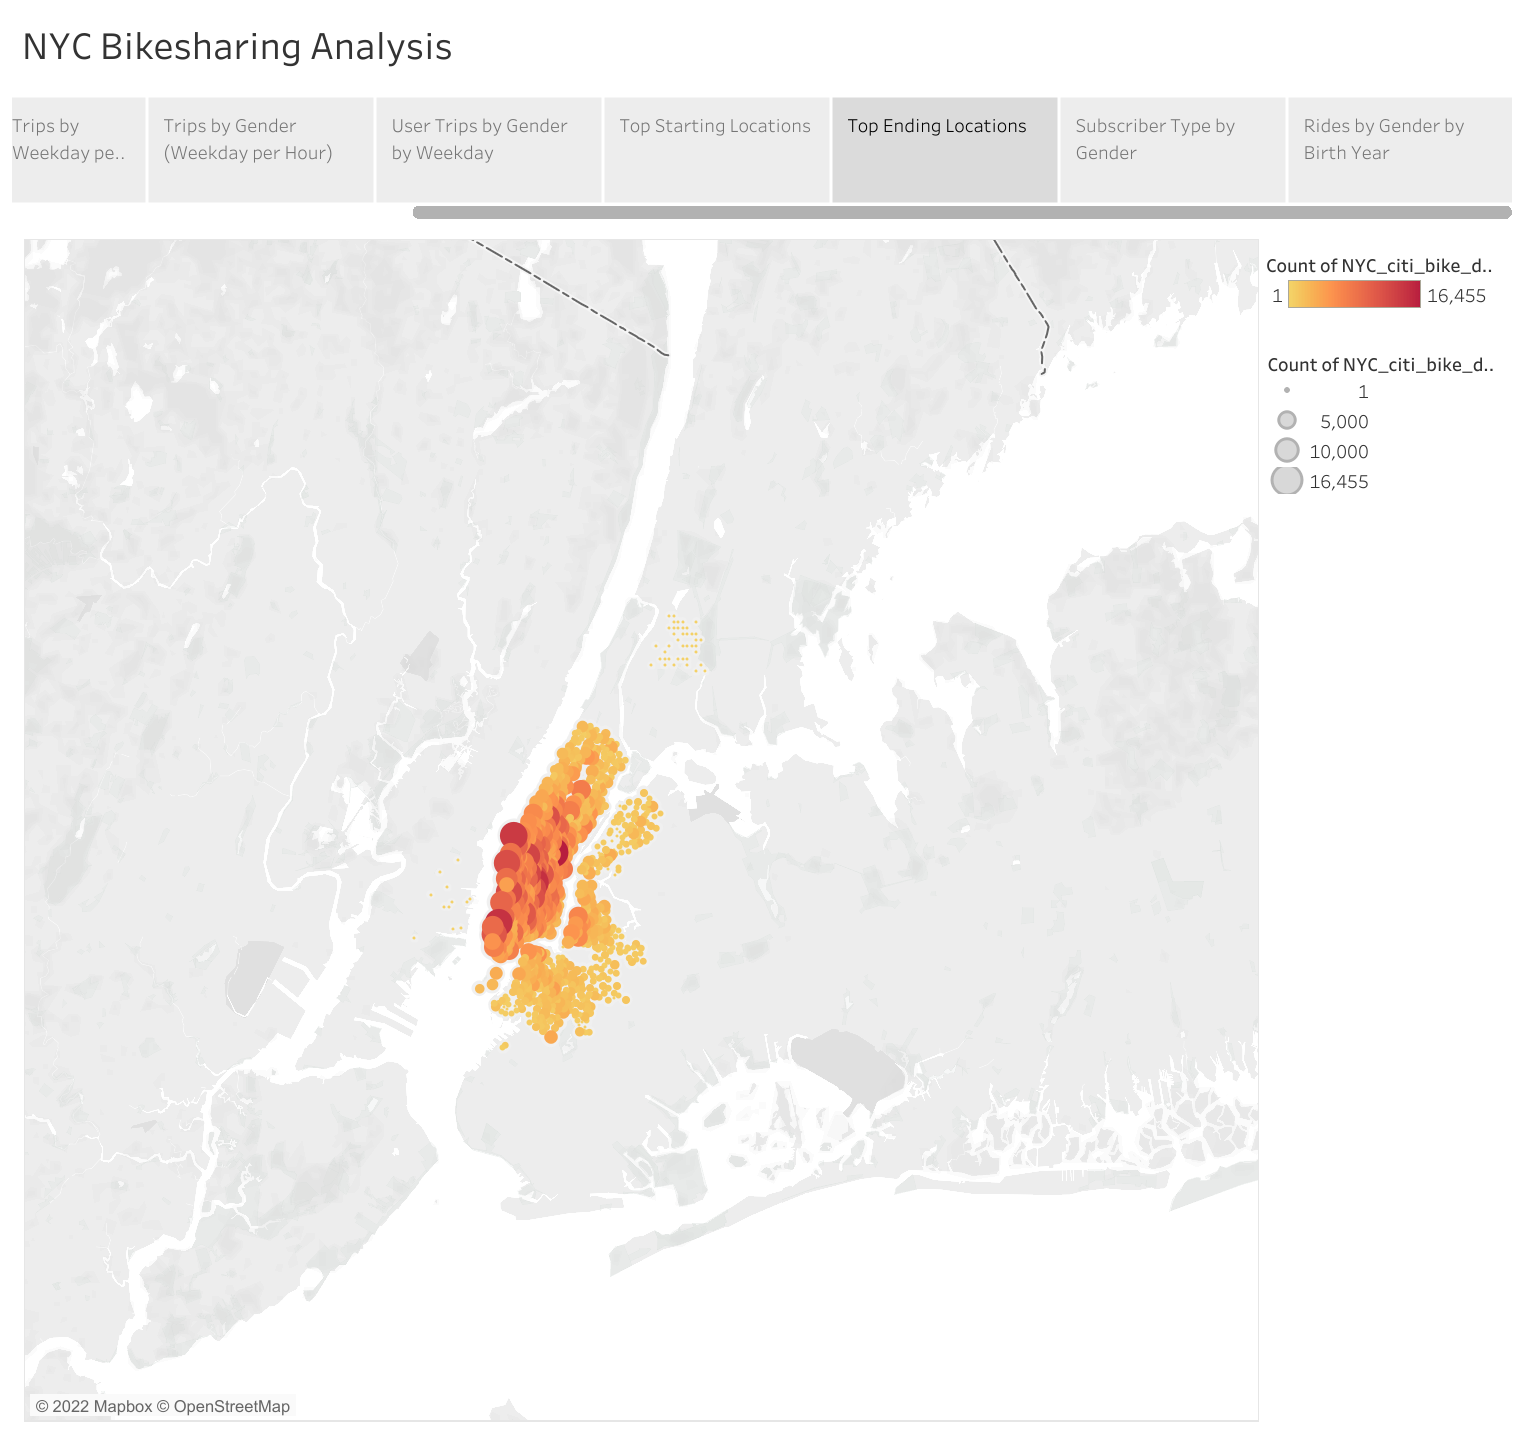 NYC Bikesharing Analysis
Trips by
Weekday pe..
Trips by Gender
(Weekday per Hour)
User Trips by Gender
by Weekday
Top Starting Locations
Top Ending Locations
Subscriber Type by
Gender
Rides by Gender by
Birth Year
Count of NYC_citi_bike_d..
1 16,455
Count of NYC_citi_bike_d..
1
5,000
10,000
16,455
© 2022 Mapbox © OpenStreetMap